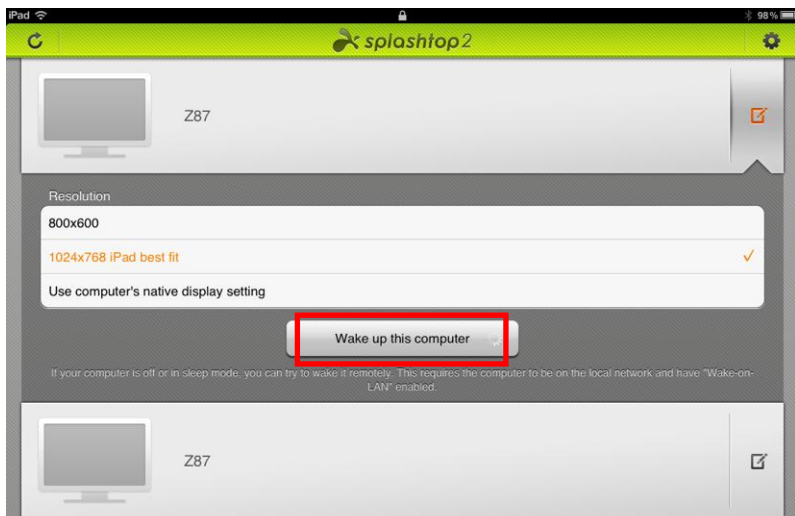 iPad 98%
splashtop2
Z87
Resolution
800x600
1024x768 iPad best fit
Use computer's native display setting
Wake up this computer
If your computer is off or in sleep mode, you can try to wake it remotely. This requires the computer to be on the local network and have "Wake-on-
LAN" enabled.
Z87